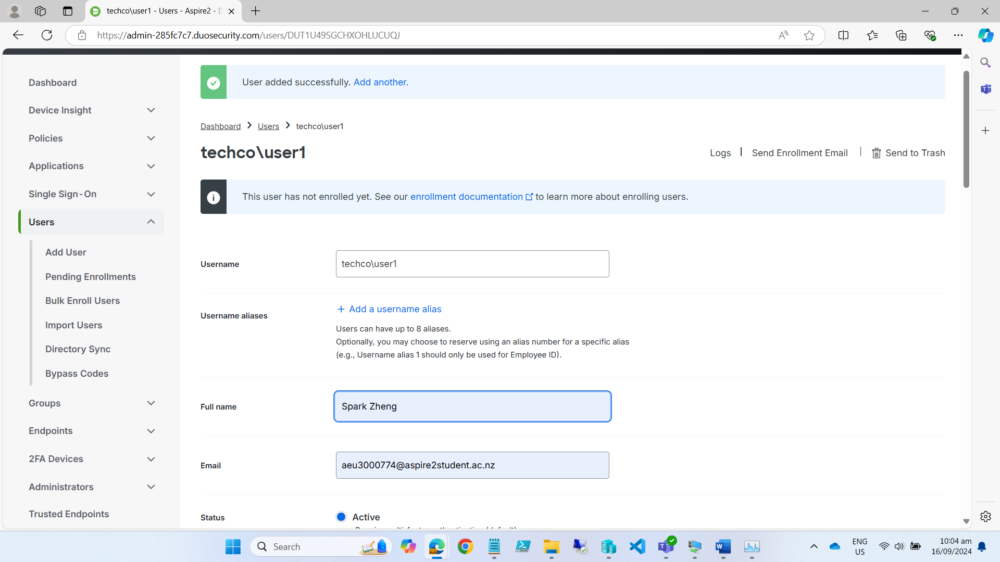 techco\user1 - Users - Aspire2 - D
https://admin-285fc7c7.duosecurity.com/users/DUT1U49SGCHXOHLUCUQJ
Dashboard
Device Insight
Policies
Applications
Single Sign-On
Users
Add User
Pending Enrollments
Bulk Enroll Users
Import Users
Directory Sync
Bypass Codes
Groups
Endpoints
2FA Devices
Administrators
Trusted Endpoints
User added successfully. Add another.
Dashboard > Users > techco\user1
techco\user1
Logs | Send Enrollment Email | Send to Trash
This user has not enrolled yet. See our enrollment documentation to learn more about enrolling users.
Username
techco\user1
Username aliases
+ Add a username alias
Users can have up to 8 aliases.
Optionally, you may choose to reserve using an alias number for a specific alias
(e.g., Username alias 1 should only be used for Employee ID).
Full name
Spark Zheng
Email
aeu3000774@aspire2student.ac.nz
Status
Active
Search
ENG
US
10:04 am
16/09/2024